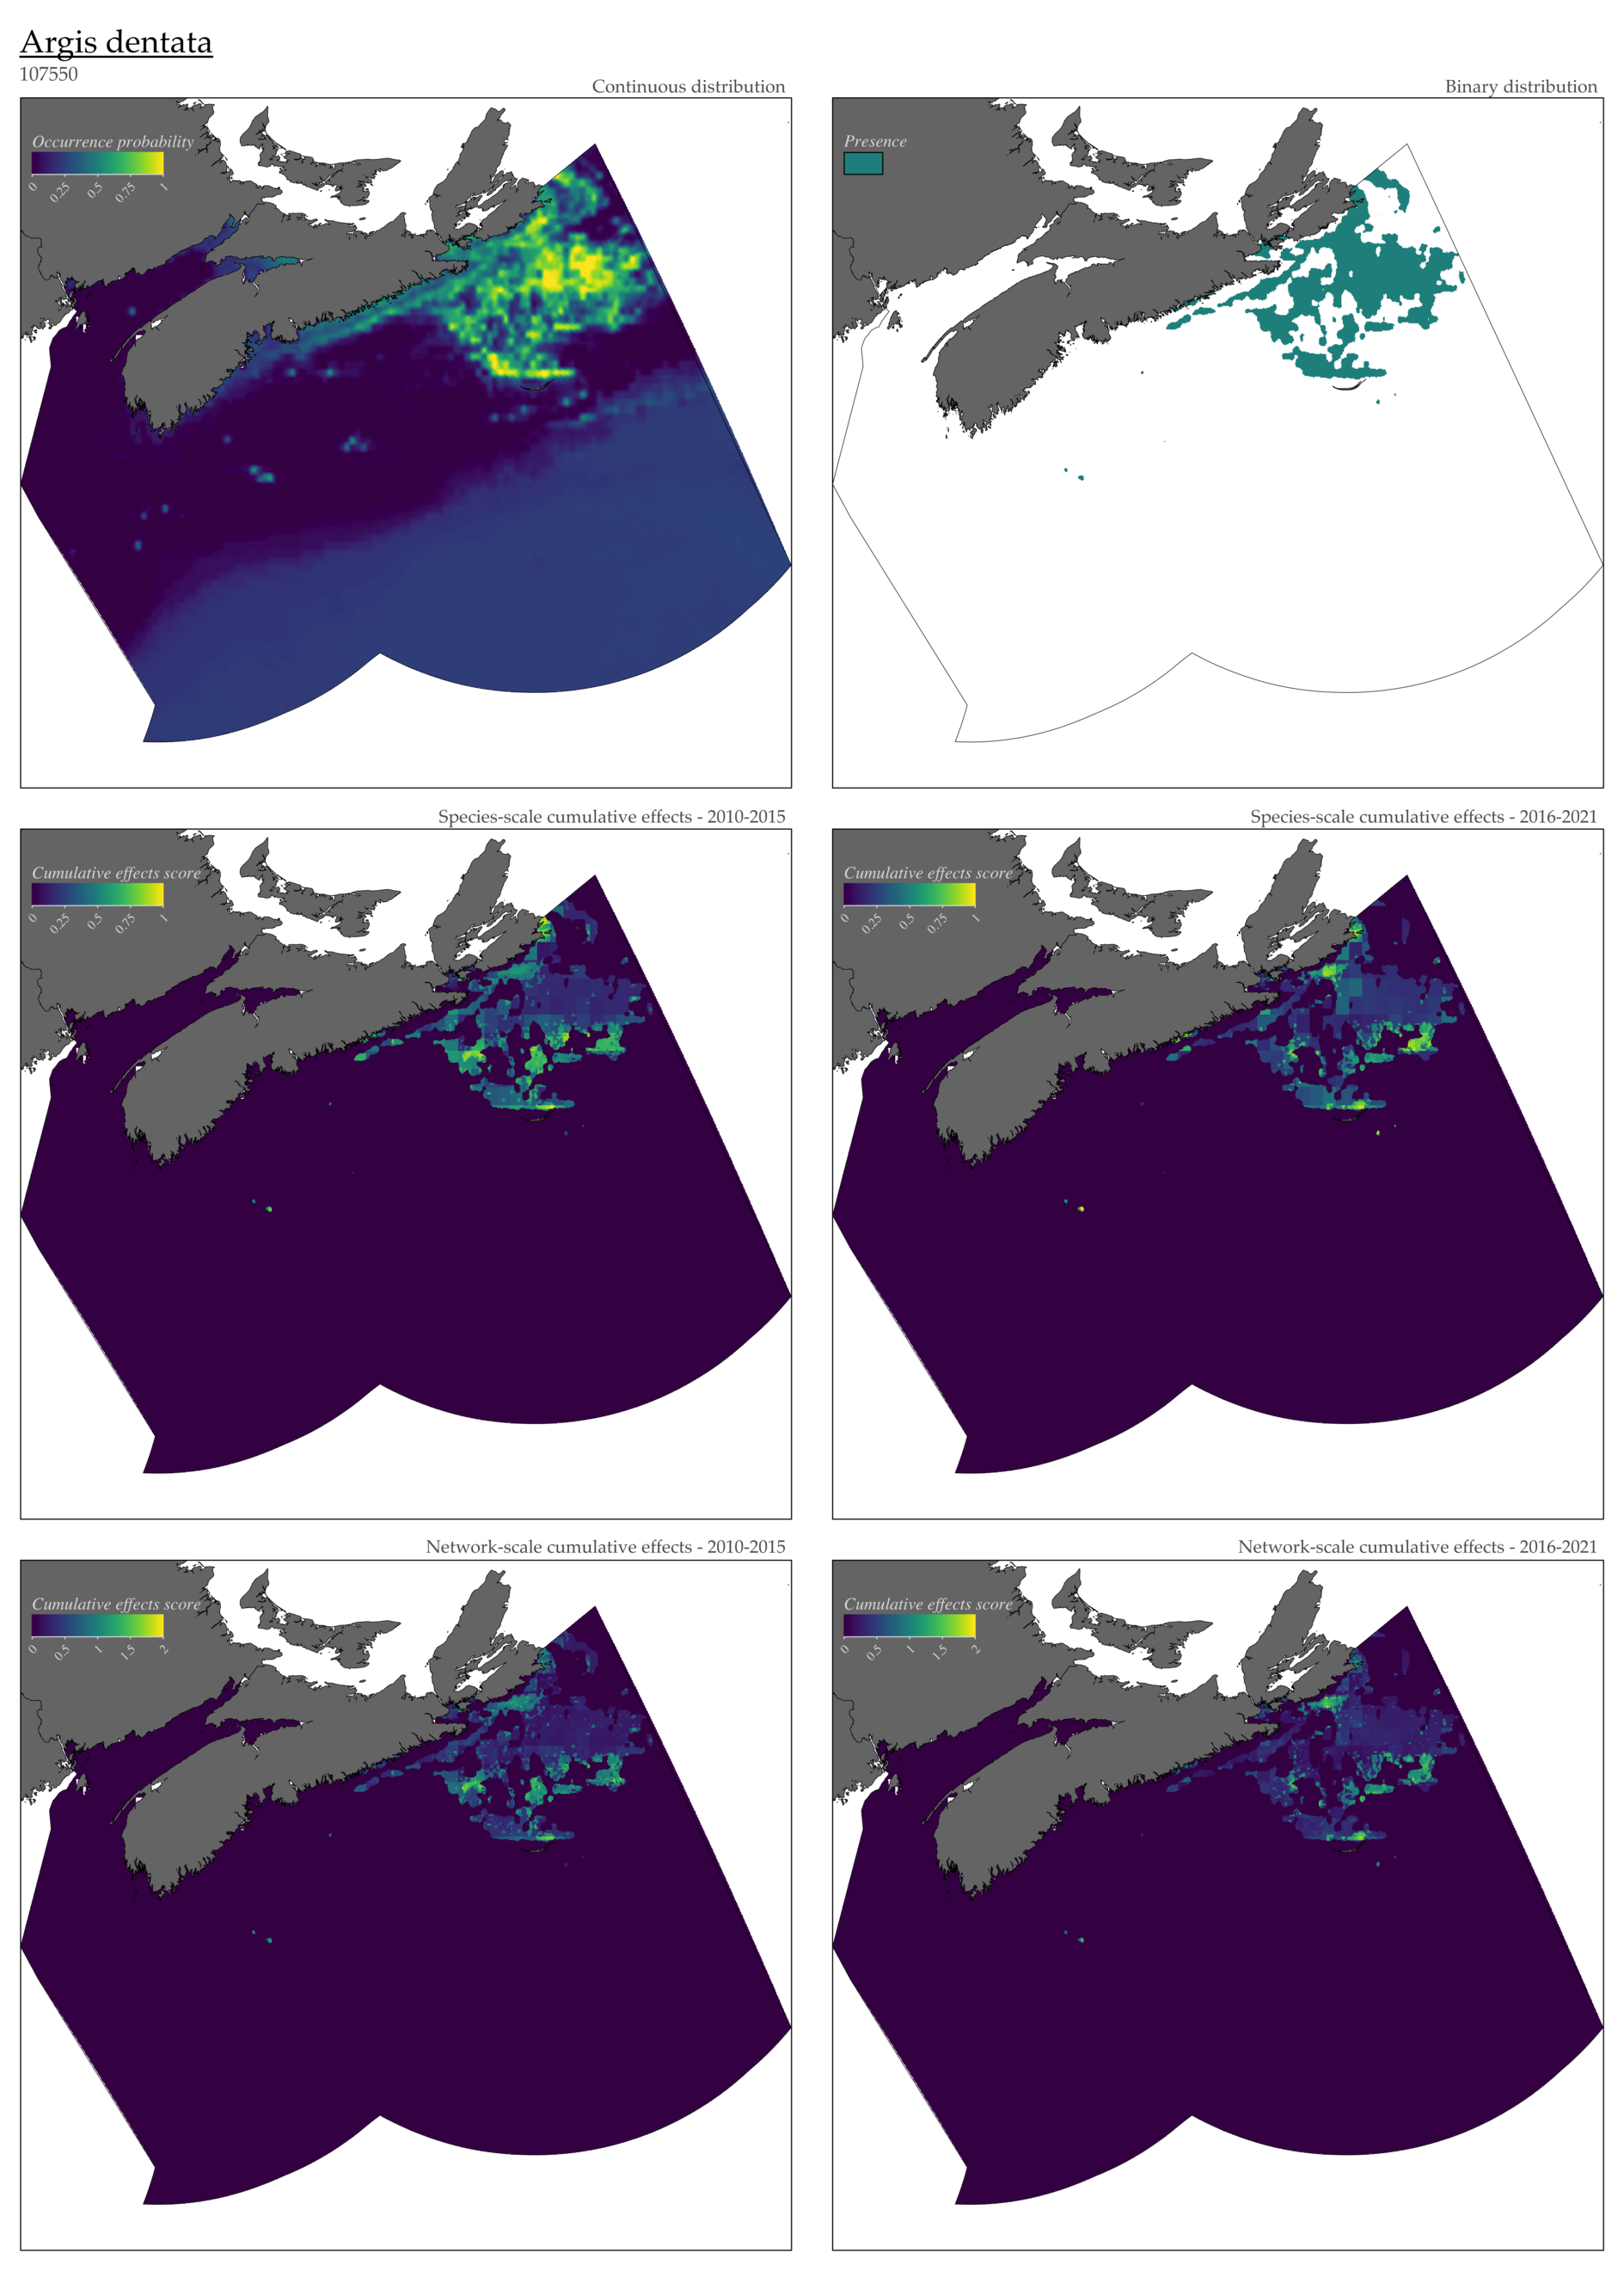 Argis dentata
107550
Continuous distribution
Binary distribution
Occurrence probability
0 0.25 0.5 0.75 1
Presence
Species-scale cumulative effects - 2010-2015
Species-scale cumulative effects - 2016-2021
Cumulative effects score
0 0.25 0.5 0.75 1
Cumulative effects score
0 0.25 0.5 0.75 1
Network-scale cumulative effects - 2010-2015
Network-scale cumulative effects - 2016-2021
Cumulative effects score
0 0.5 1 1.5 2
Cumulative effects score
0 0.5 1 1.5 2